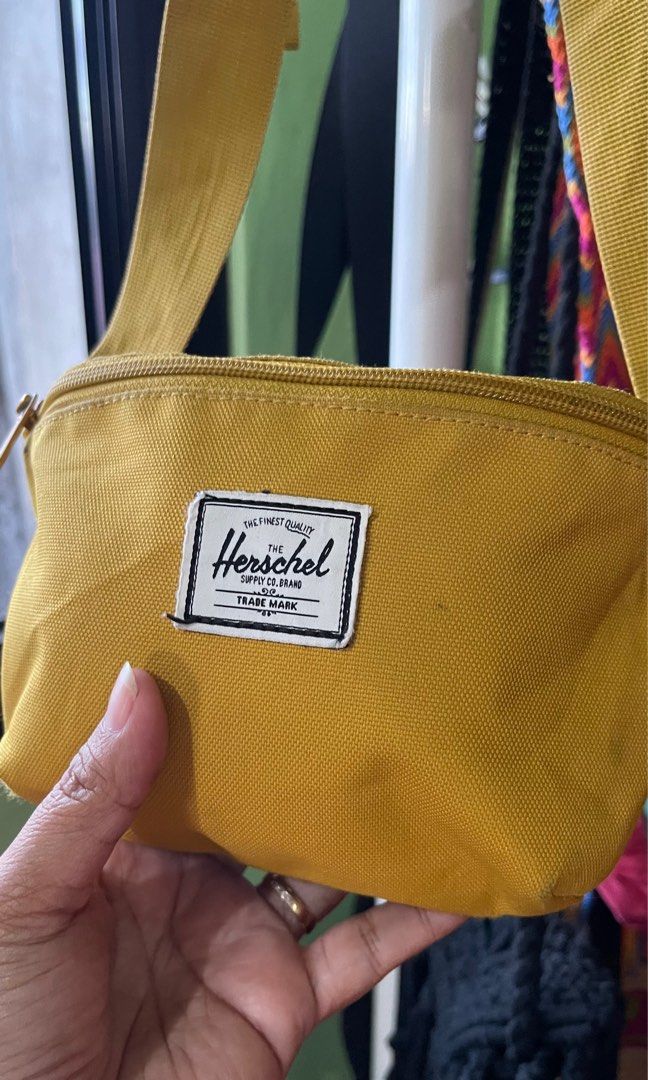 THE FINEST QUALITY
THE
Herschel
SUPPLY CO. BRAND
TRADE MARK